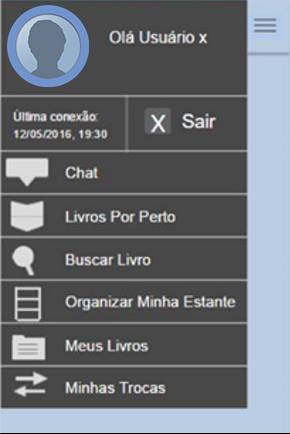 Olá Usuário x
Última conexão:
12/05/2016, 19:30
X Sair
Chat
Livros Por Perto
Buscar Livro
Organizar Minha Estante
Meus Livros
Minhas Trocas